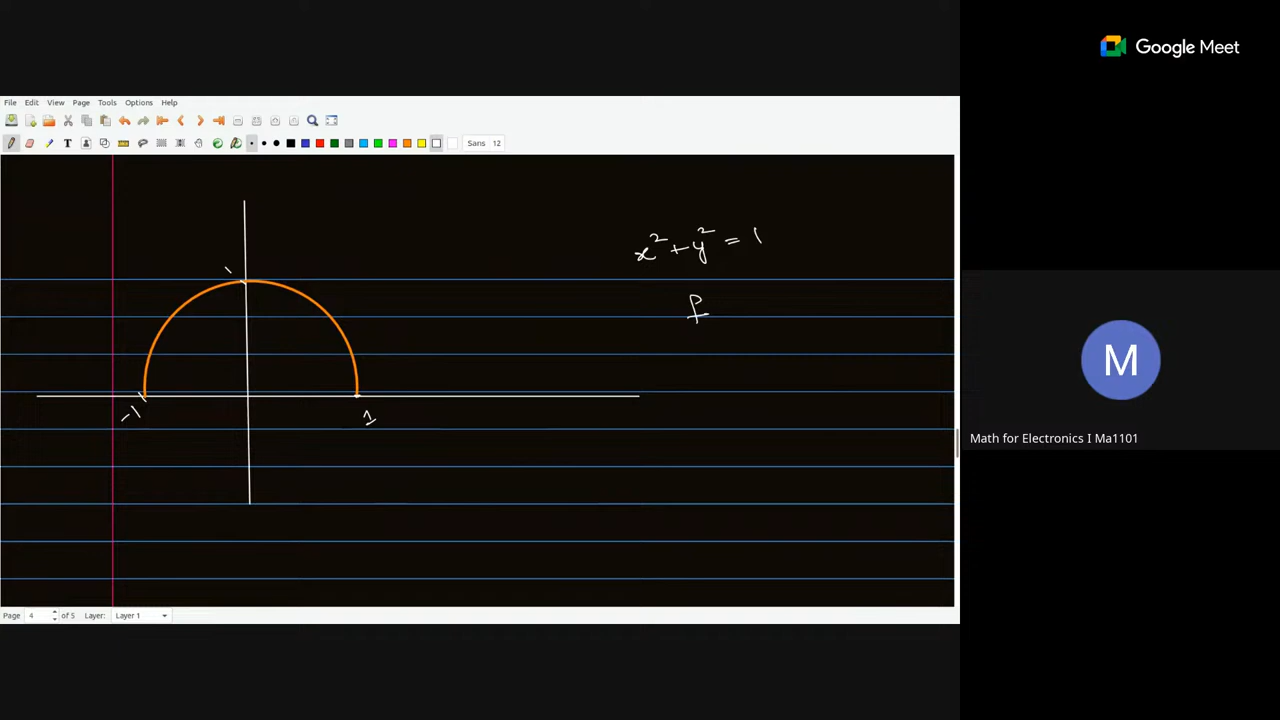 Google Meet
File Edit View Page Tools Options Help
T
Sans 12
x² + y² = 1
1
P
-1
1
M
Math for Electronics I Ma1101
Page 4 of 5 Layer: Layer 1